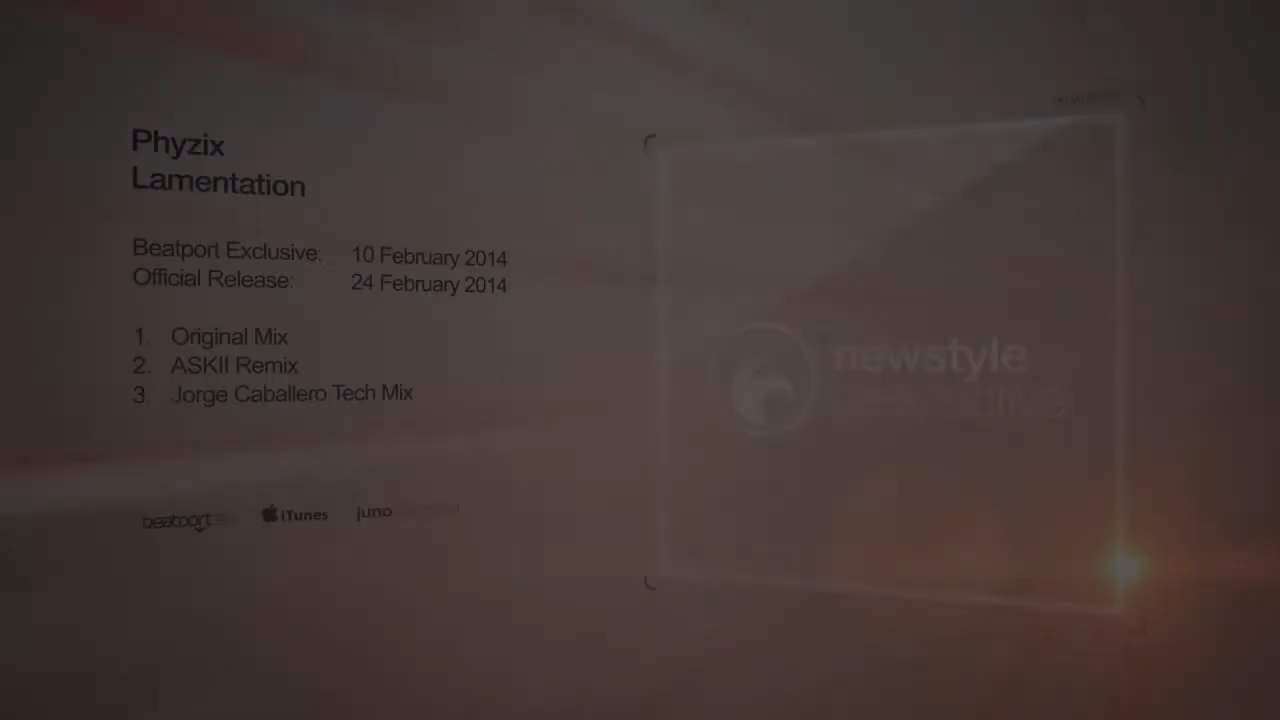 Phyzix
Lamentation
Beatport Exclusive: 10 February 2014
Official Release: 24 February 2014
1. Original Mix
2. ASKII Remix
3. Jorge Caballero Tech Mix
beatport
iTunes
juno
newstyle